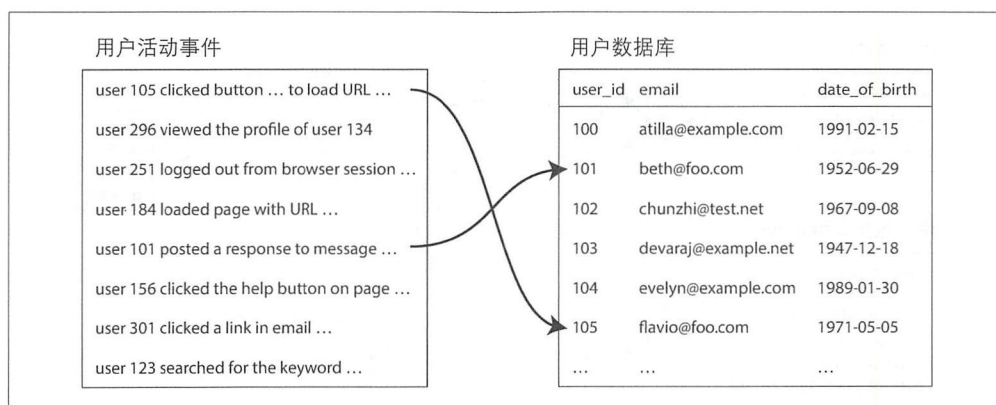 用户活动事件
user 105 clicked button … to load URL …
user 296 viewed the profile of user 134
user 251 logged out from browser session …
user 184 loaded page with URL …
user 101 posted a response to message …
user 156 clicked the help button on page …
user 301 clicked a link in email …
user 123 searched for the keyword …
用户数据库
user_id email date_of_birth
100 atilla@example.com 1991-02-15
101 beth@foo.com 1952-06-29
102 chunzhi@test.net 1967-09-08
103 devaraj@example.net 1947-12-18
104 evelyn@example.com 1989-01-30
105 flavio@foo.com 1971-05-05
… … …